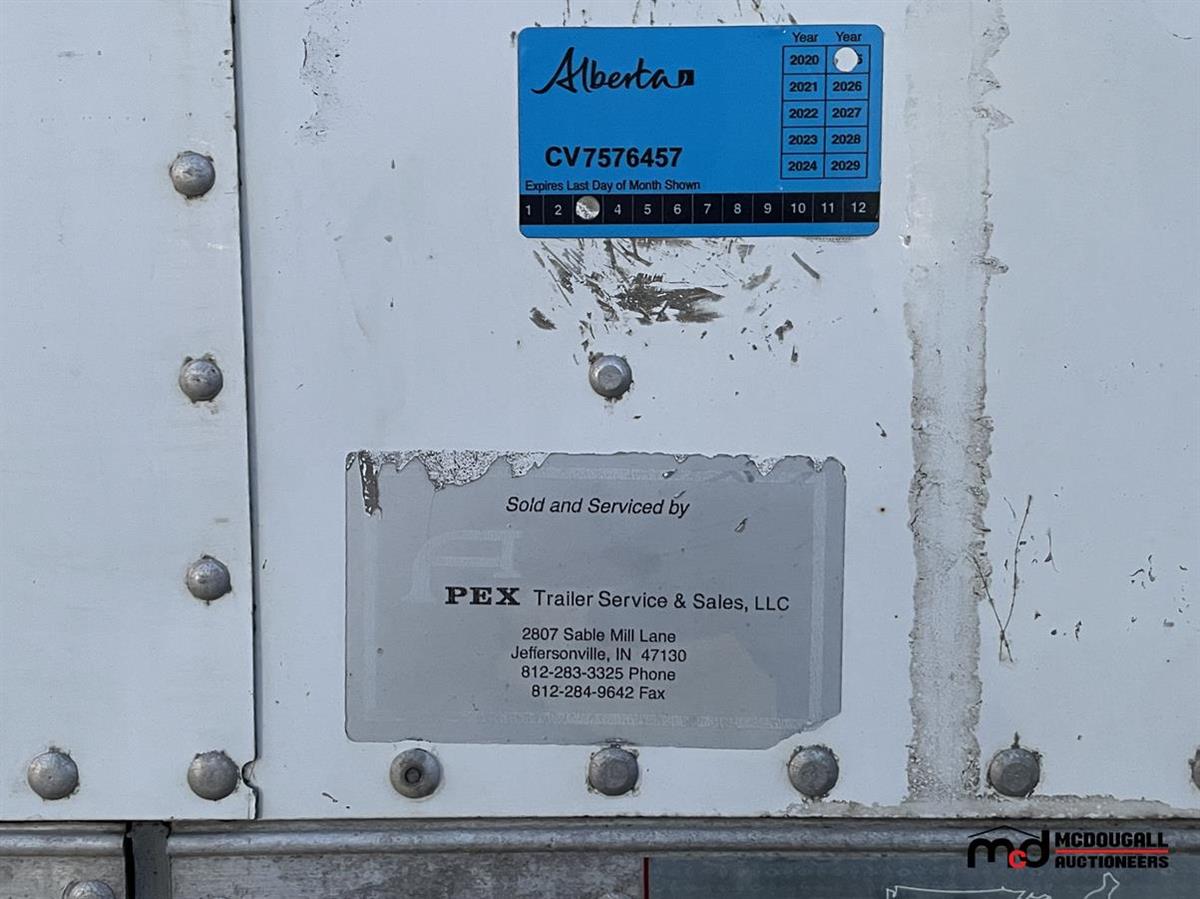 Alberta
Year Year
2020
2021 2026
2022 2027
2023 2028
2024 2029
CV7576457
Expires Last Day of Month Shown
1 2 4 5 6 7 8 9 10 11 12
Sold and Serviced by
PEX Trailer Service & Sales, LLC
2807 Sable Mill Lane
Jeffersonville, IN 47130
812-283-3325 Phone
812-284-9642 Fax
mcd MCDOUGALL
AUCTIONEERS